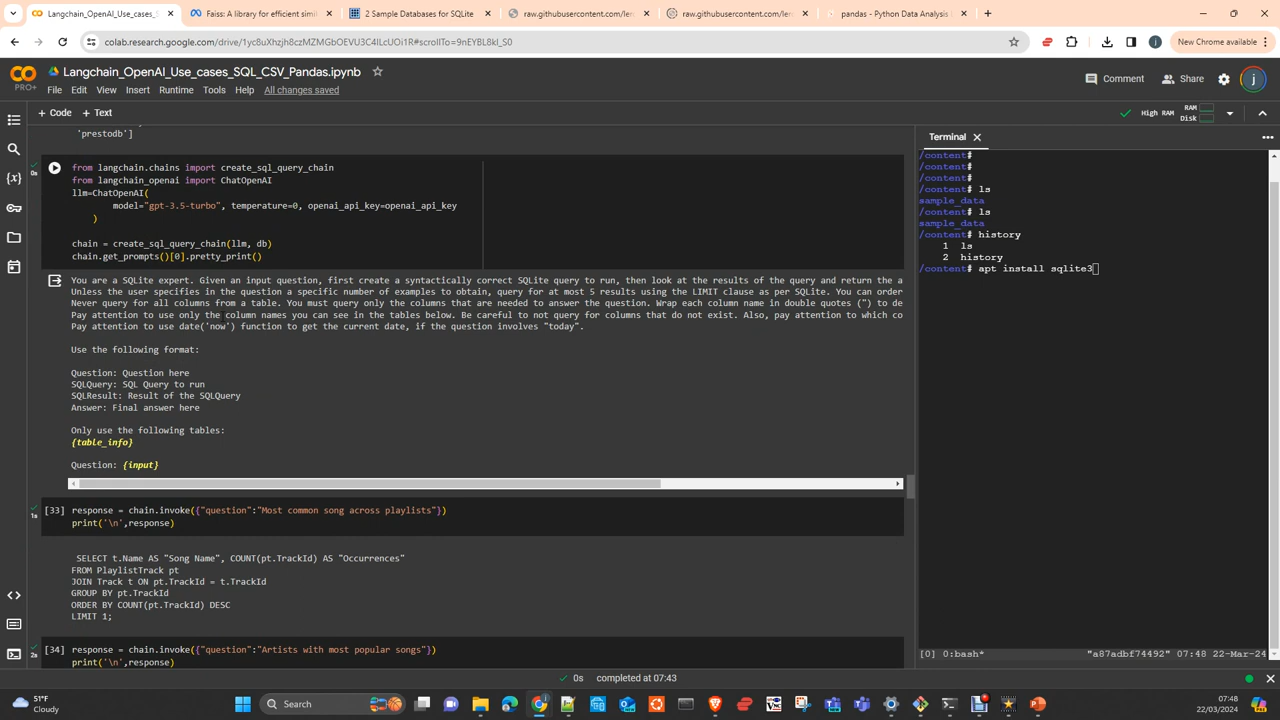 Langchain_OpenAI_Use_cases_S
Faiss: A library for efficient simil
2 Sample Databases for SQLite
raw.githubusercontent.com/len
raw.githubusercontent.com/len
pandas - Python Data Analysis
colab.research.google.com/drive/1yc8uXhzjh8czMZMGbOEVU3C4lLcUOi1R#scrollTo=9nEYBL8kl_S0
New Chrome available
Langchain_OpenAI_Use_cases_SQL_CSV_Pandas.ipynb
PRO+
Comment
Share
File Edit View Insert Runtime Tools Help All changes saved
+ Code + Text
High RAM
RAM
Disk
'prestodb']
0s
from langchain.chains import create_sql_query_chain
from langchain_openai import ChatOpenAI
llm=ChatOpenAI(
model="gpt-3.5-turbo", temperature=0, openai_api_key=openai_api_key
)
chain = create_sql_query_chain(llm, db)
chain.get_prompts()[0].pretty_print()
You are a SQLite expert. Given an input question, first create a syntactically correct SQLite query to run, then look at the results of the query and return the a
Unless the user specifies in the question a specific number of examples to obtain, query for at most 5 results using the LIMIT clause as per SQLite. You can order
Never query for all columns from a table. You must query only the columns that are needed to answer the question. Wrap each column name in double quotes (") to de
Pay attention to use only the column names you can see in the tables below. Be careful to not query for columns that do not exist. Also, pay attention to which co
Pay attention to use date('now') function to get the current date, if the question involves "today".
Use the following format:
Question: Question here
SQLQuery: SQL Query to run
SQLResult: Result of the SQLQuery
Answer: Final answer here
Only use the following tables:
{table_info}
Question: {input}
[33] response = chain.invoke({"question":"Most common song across playlists"})
1s
print('\n',response)
SELECT t.Name AS "Song Name", COUNT(pt.TrackId) AS "Occurrences"
FROM PlaylistTrack pt
JOIN Track t ON pt.TrackId = t.TrackId
GROUP BY pt.TrackId
ORDER BY COUNT(pt.TrackId) DESC
LIMIT 1;
[34] response = chain.invoke({"question":"Artists with most popular songs"})
2s
print('\n',response)
Terminal
/content#
/content#
/content#
/content# ls
sample_data
/content# ls
sample_data
/content# history
1 ls
2 history
/content# apt install sqlite3
[0] 0:bash* "a87adbf74492" 07:48 22-Mar-24
0s completed at 07:43
51°F
Cloudy
Search
07:48
22/03/2024